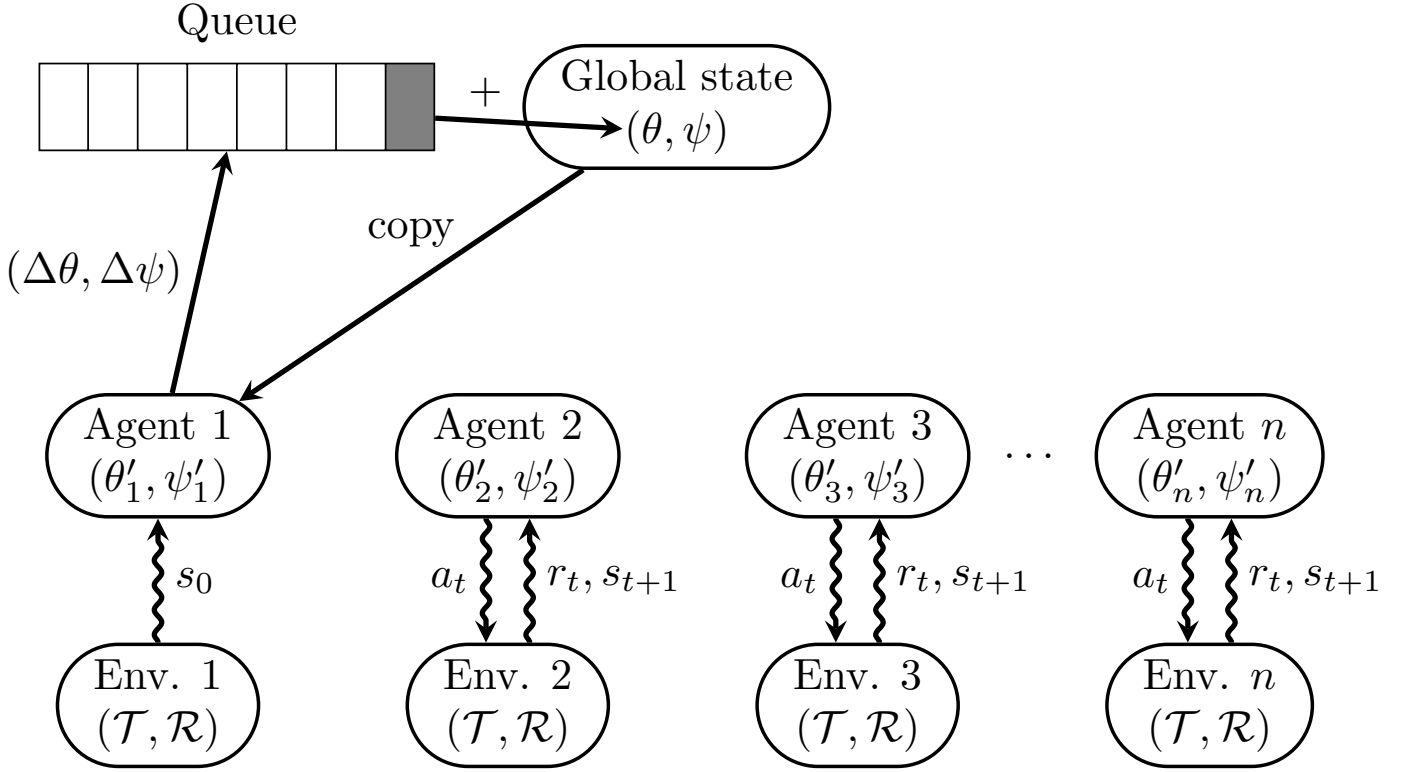 Queue
+
Global state
(θ, ψ)
copy
(Δθ, Δψ)
Agent 1
(θ′₁, ψ′₁)
Agent 2
(θ′₂, ψ′₂)
Agent 3
(θ′₃, ψ′₃)
···
Agent n
(θ′ₙ, ψ′ₙ)
s₀
aₜ
rₜ, sₜ₊₁
aₜ
rₜ, sₜ₊₁
aₜ
rₜ, sₜ₊₁
Env. 1
(𝒯, ℛ)
Env. 2
(𝒯, ℛ)
Env. 3
(𝒯, ℛ)
Env. n
(𝒯, ℛ)